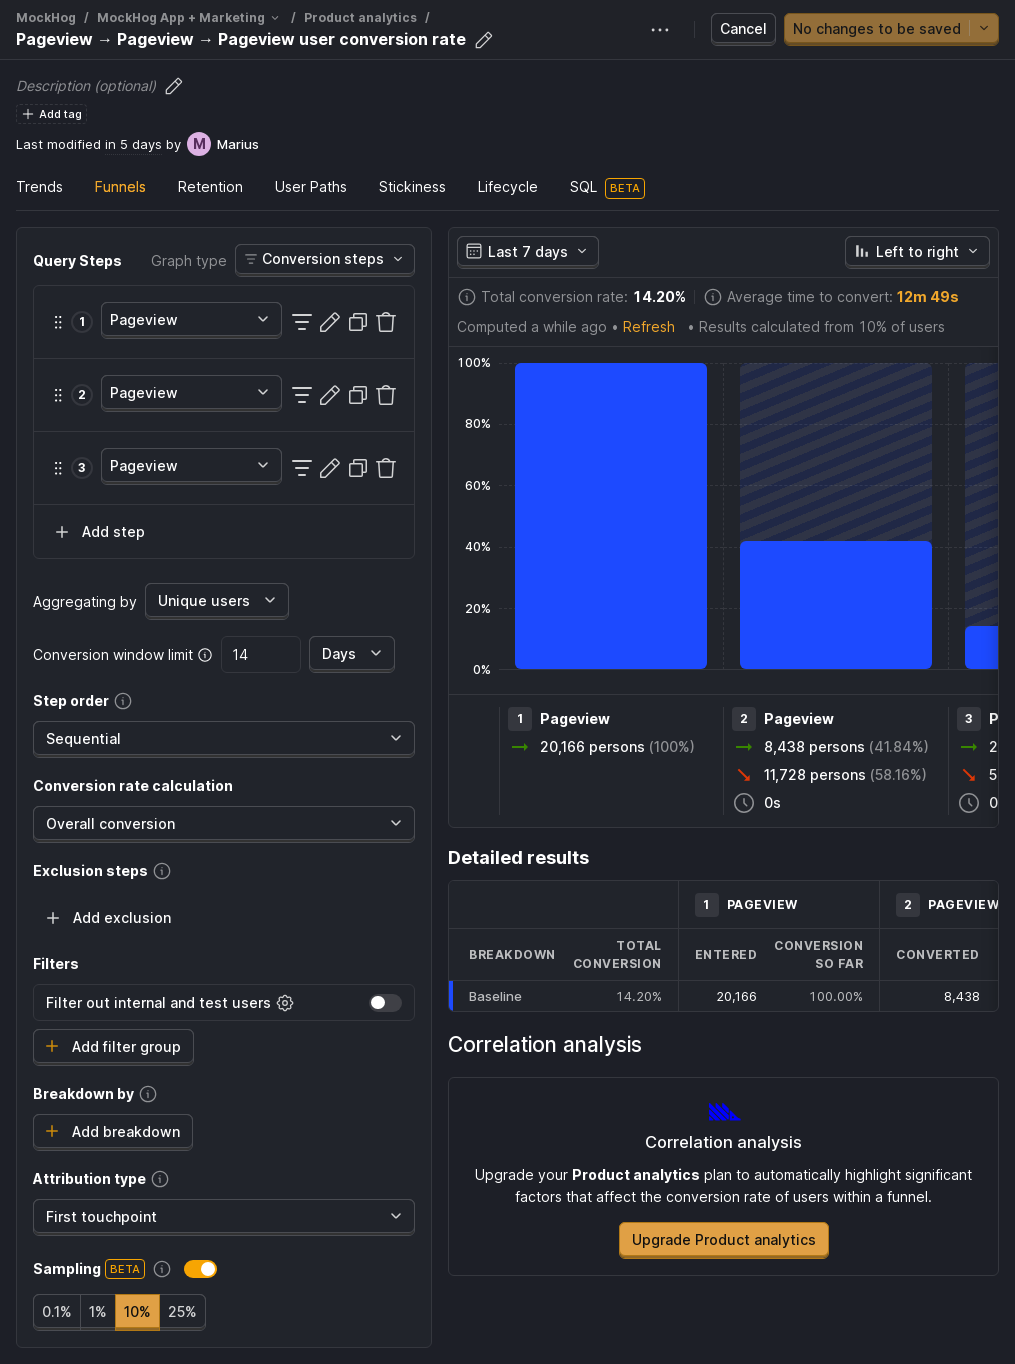 MockHog / MockHog App + Marketing / Product analytics /
Pageview → Pageview → Pageview user conversion rate
Cancel
No changes to be saved
Description (optional)
Add tag
Last modified in 5 days by M Marius
Trends Funnels Retention User Paths Stickiness Lifecycle SQL BETA
Query Steps Graph type Conversion steps
1 Pageview
2 Pageview
3 Pageview
Add step
Aggregating by Unique users
Conversion window limit 14 Days
Step order
Sequential
Conversion rate calculation
Overall conversion
Exclusion steps
Add exclusion
Filters
Filter out internal and test users
Add filter group
Breakdown by
Add breakdown
Attribution type
First touchpoint
Sampling BETA
0.1% 1% 10% 25%
Last 7 days Left to right
Total conversion rate: 14.20% Average time to convert: 12m 49s
Computed a while ago • Refresh • Results calculated from 10% of users
100%
80%
60%
40%
20%
0%
1 Pageview
20,166 persons (100%)
2 Pageview
8,438 persons (41.84%)
11,728 persons (58.16%)
0s
3 P
2
5
0
Detailed results
1 PAGEVIEW 2 PAGEVIEW
BREAKDOWN TOTAL CONVERSION ENTERED CONVERSION SO FAR CONVERTED
Baseline 14.20% 20,166 100.00% 8,438
Correlation analysis
Correlation analysis
Upgrade your Product analytics plan to automatically highlight significant
factors that affect the conversion rate of users within a funnel.
Upgrade Product analytics